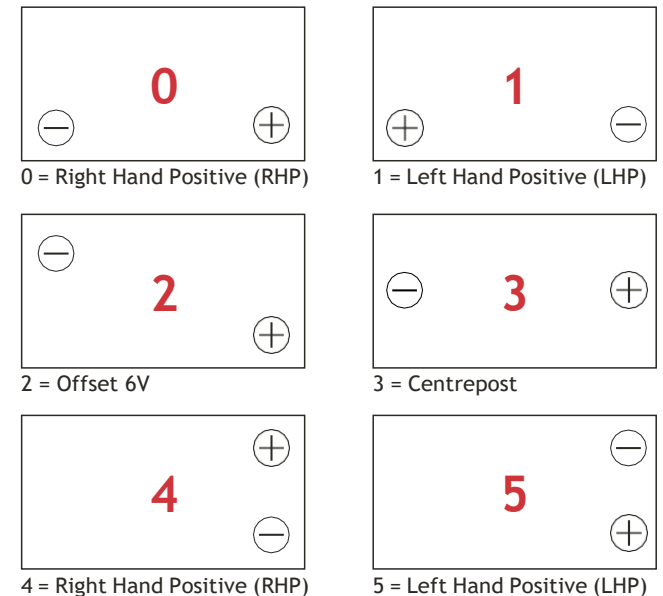 0
1
− +
+ −
0 = Right Hand Positive (RHP)
1 = Left Hand Positive (LHP)
−
2
+
− 3 +
2 = Offset 6V
3 = Centrepost
+
4
−
−
5
+
4 = Right Hand Positive (RHP)
5 = Left Hand Positive (LHP)